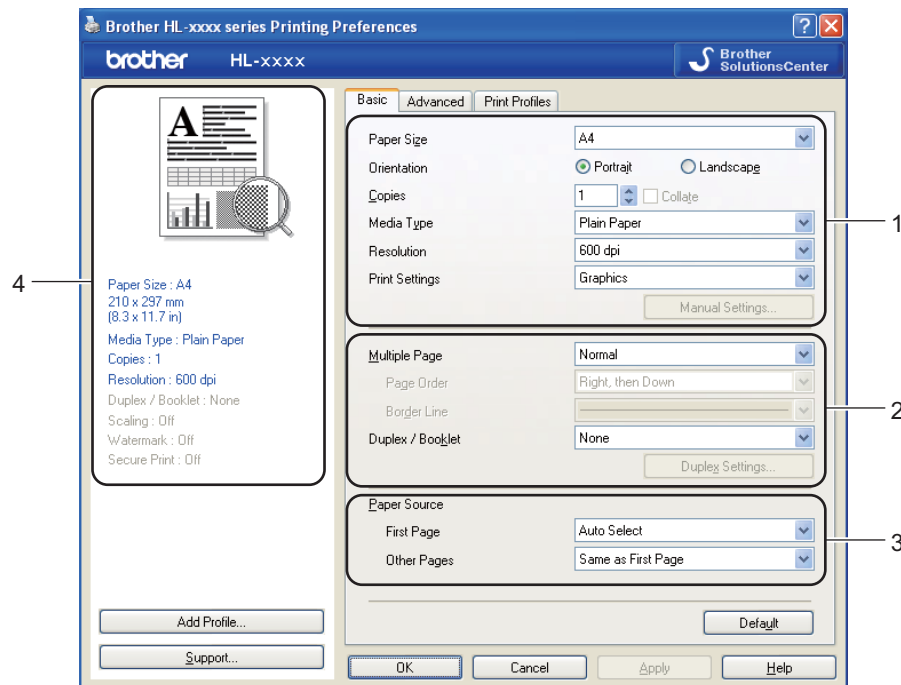 Brother HL-xxxx series Printing Preferences
brother HL-xxxx
Brother
SolutionsCenter
A
Paper Size : A4
210 x 297 mm
(8.3 x 11.7 in)
Media Type : Plain Paper
Copies : 1
Resolution : 600 dpi
Duplex / Booklet : None
Scaling : Off
Watermark : Off
Secure Print : Off
4
Add Profile...
Support...
Basic Advanced Print Profiles
Paper Size A4
Orientation Portrait Landscape
Copies 1 Collate
Media Type Plain Paper
1
Resolution 600 dpi
Print Settings Graphics
Manual Settings...
Multiple Page Normal
Page Order Right, then Down
Border Line
2
Duplex / Booklet None
Duplex Settings...
Paper Source
First Page Auto Select
3
Other Pages Same as First Page
Default
OK Cancel Apply Help